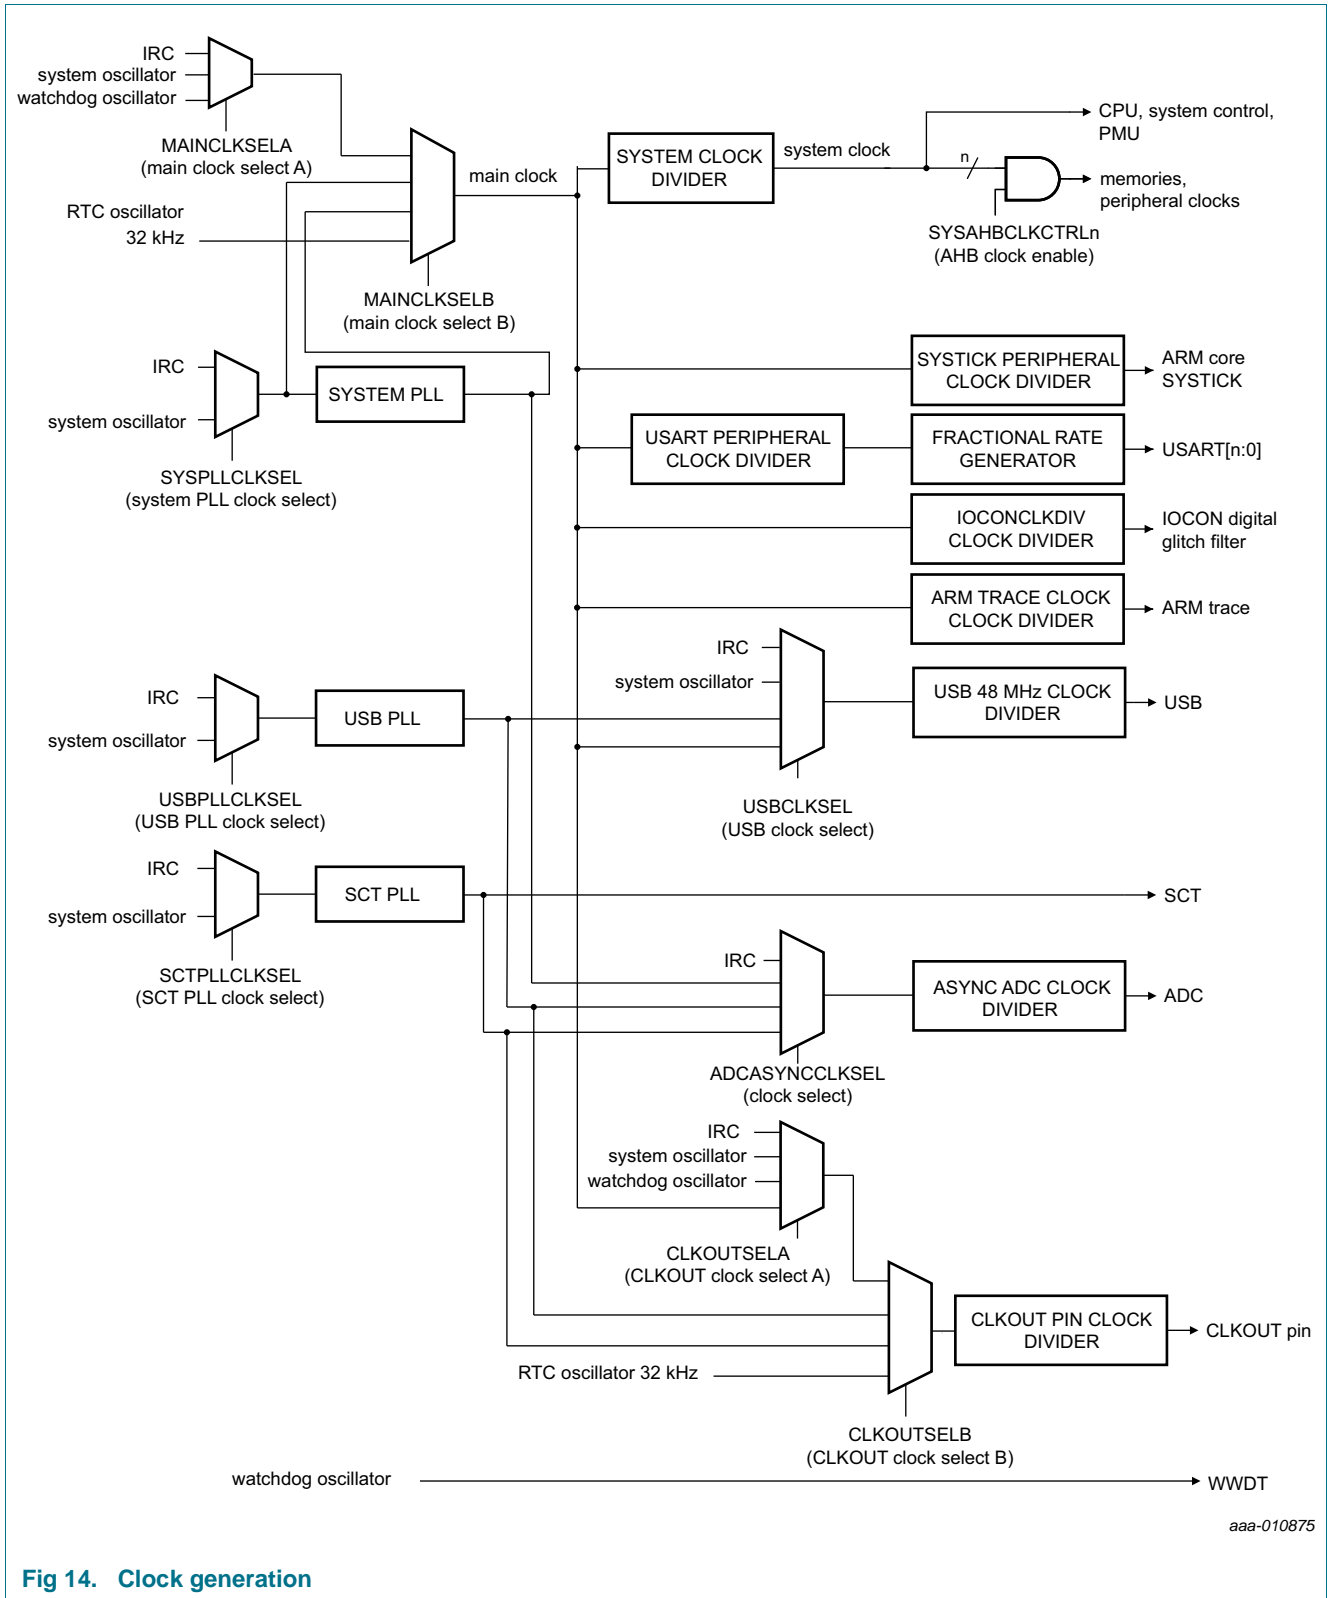 IRC
system oscillator
watchdog oscillator
MAINCLKSELA
(main clock select A)
RTC oscillator
32 kHz
main clock
MAINCLKSELB
(main clock select B)
SYSTEM CLOCK
DIVIDER
system clock
n
CPU, system control,
PMU
memories,
peripheral clocks
SYSAHBCLKCTRLn
(AHB clock enable)
IRC
system oscillator
SYSPLLCLKSEL
(system PLL clock select)
SYSTEM PLL
SYSTICK PERIPHERAL
CLOCK DIVIDER
ARM core
SYSTICK
USART PERIPHERAL
CLOCK DIVIDER
FRACTIONAL RATE
GENERATOR
USART[n:0]
IOCONCLKDIV
CLOCK DIVIDER
IOCON digital
glitch filter
ARM TRACE CLOCK
CLOCK DIVIDER
ARM trace
IRC
system oscillator
USBPLLCLKSEL
(USB PLL clock select)
USB PLL
IRC
system oscillator
USBCLKSEL
(USB clock select)
USB 48 MHz CLOCK
DIVIDER
USB
IRC
system oscillator
SCTPLLCLKSEL
(SCT PLL clock select)
SCT PLL
SCT
IRC
ADCASYNCCLKSEL
(clock select)
ASYNC ADC CLOCK
DIVIDER
ADC
IRC
system oscillator
watchdog oscillator
CLKOUTSELA
(CLKOUT clock select A)
RTC oscillator 32 kHz
CLKOUTSELB
(CLKOUT clock select B)
CLKOUT PIN CLOCK
DIVIDER
CLKOUT pin
watchdog oscillator
WWDT
aaa-010875
Fig 14. Clock generation